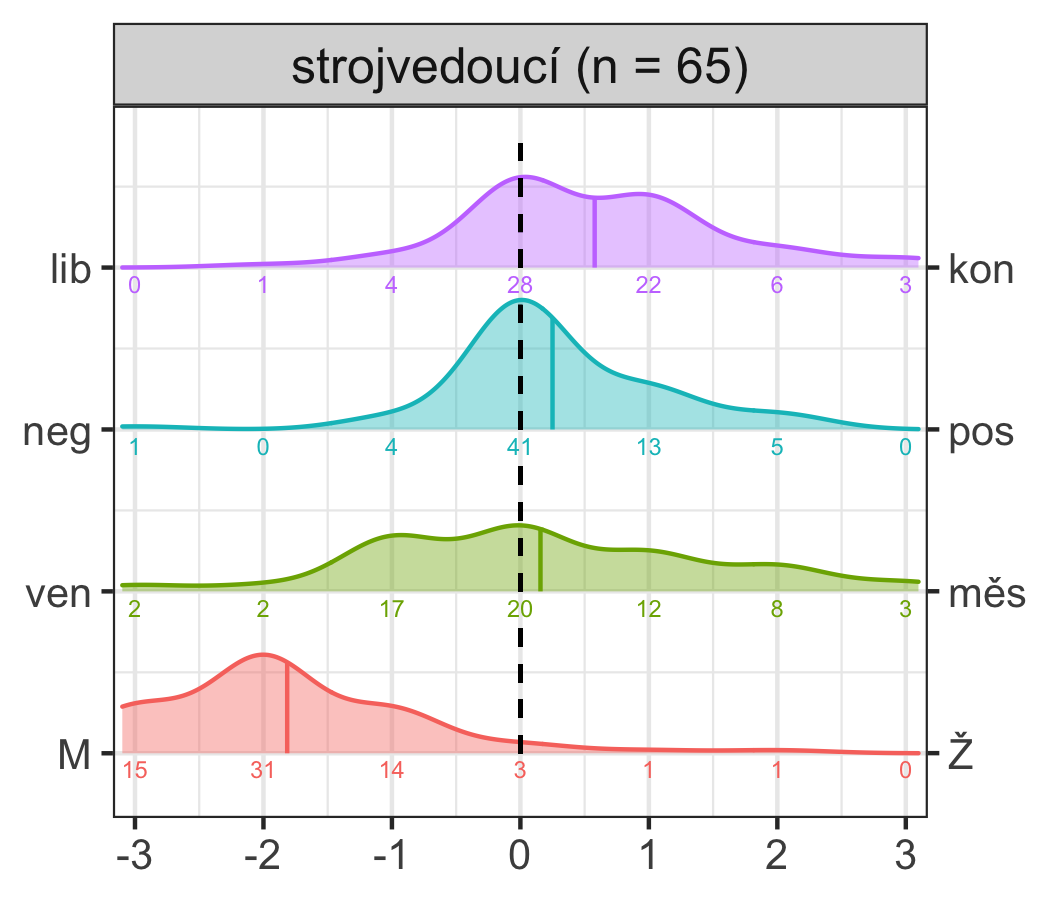 strojvedoucí (n = 65)
lib kon
0 1 4 28 22 6 3
neg pos
1 0 4 41 13 5 0
ven měs
2 2 17 20 12 8 3
M Ž
15 31 14 3 1 1 0
-3 -2 -1 0 1 2 3